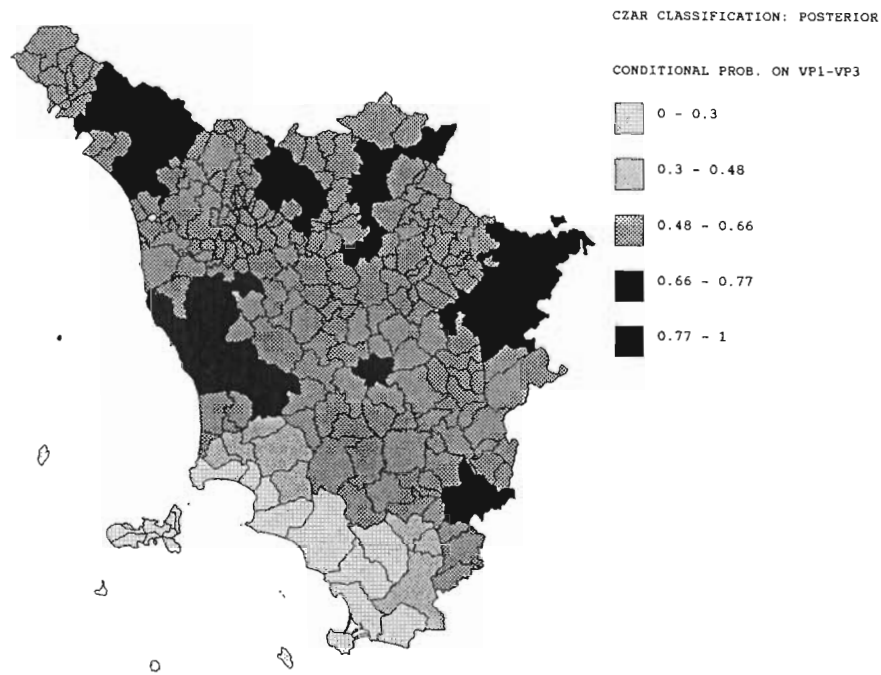 CZAR CLASSIFICATION: POSTERIOR
CONDITIONAL PROB. ON VP1-VP3
0 - 0.3
0.3 - 0.48
0.48 - 0.66
0.66 - 0.77
0.77 - 1